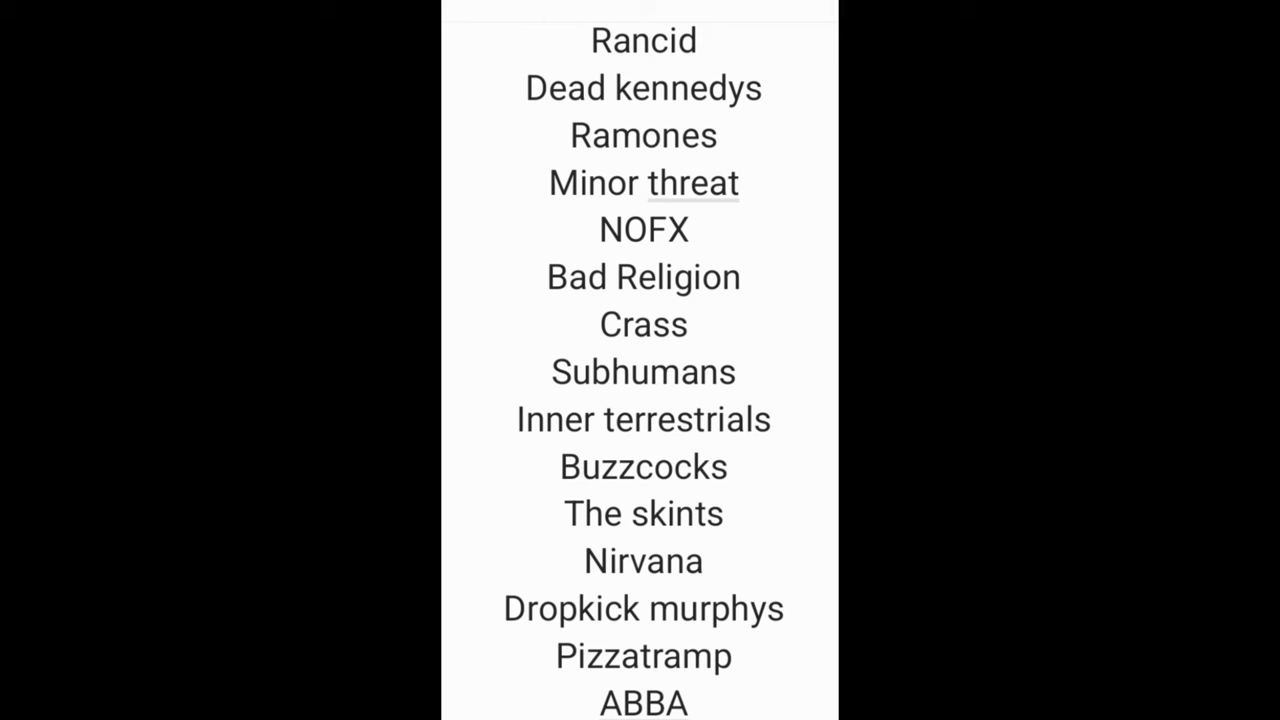 Rancid
Dead kennedys
Ramones
Minor threat
NOFX
Bad Religion
Crass
Subhumans
Inner terrestrials
Buzzcocks
The skints
Nirvana
Dropkick murphys
Pizzatramp
ABBA